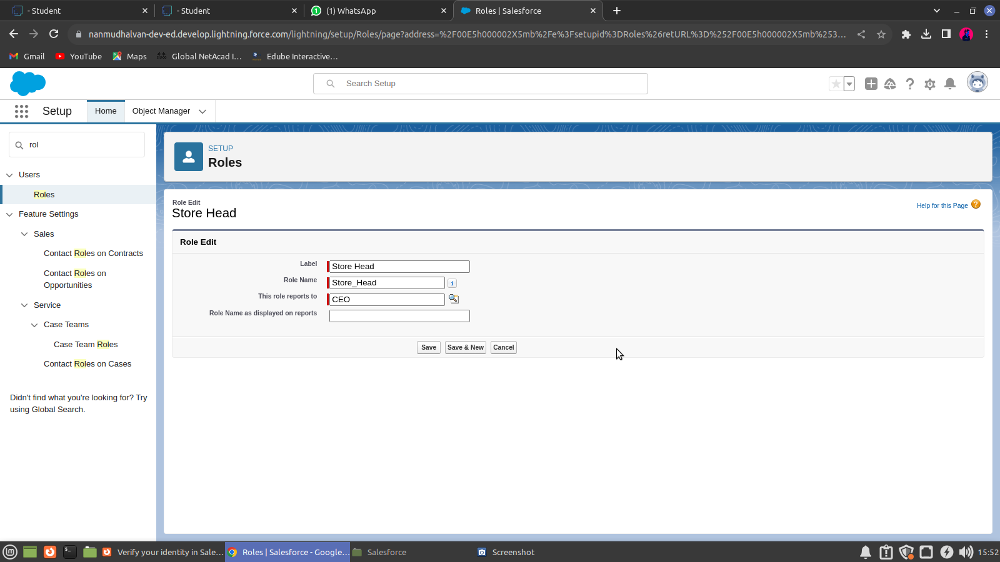 - Student
- Student
(1) WhatsApp
Roles | Salesforce
nanmudhalvan-dev-ed.develop.lightning.force.com/lightning/setup/Roles/page?address=%2F00E5h000002X5mb%2Fe%3Fsetupid%3DRoles%26retURL%3D%252F00E5h000002X5mb%253...
Gmail
YouTube
Maps
Global NetAcad I...
Edube Interactive...
Search Setup
Setup
Home
Object Manager
rol
Users
Roles
Feature Settings
Sales
Contact Roles on Contracts
Contact Roles on
Opportunities
Service
Case Teams
Case Team Roles
Contact Roles on Cases
Didn't find what you're looking for? Try
using Global Search.
SETUP
Roles
Role Edit
Store Head
Help for this Page
Role Edit
Label
Store Head
Role Name
Store_Head
This role reports to
CEO
Role Name as displayed on reports
Save
Save & New
Cancel
Verify your identity in Sale...
Roles | Salesforce - Google...
Salesforce
Screenshot
15:52